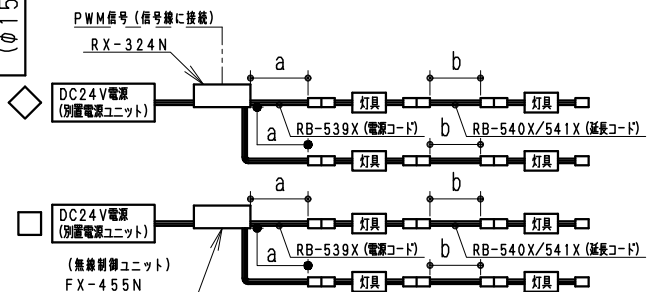 (φ15
PWM信号(信号線に接続)
RX-324N
a
b
DC24V電源
(別置電源ユニット)
灯具
灯具
RB-539X(電源コード)
RB-540X/541X(延長コード)
a
b
灯具
灯具
a
b
DC24V電源
(別置電源ユニット)
灯具
灯具
RB-539X(電源コード)
RB-540X/541X(延長コード)
(無線制御ユニット)
FX-455N
a
b
灯具
灯具